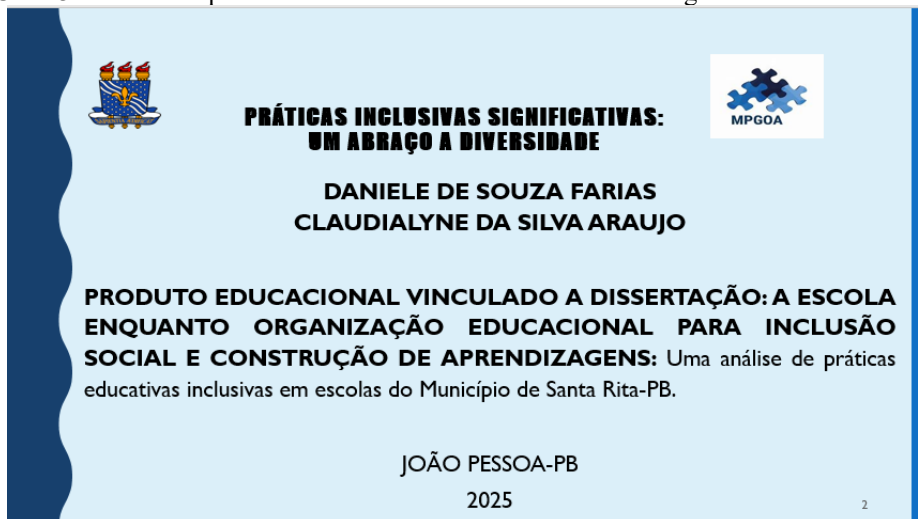 PRÁTICAS INCLUSIVAS SIGNIFICATIVAS:
UM ABRAÇO A DIVERSIDADE
MPGOA
DANIELE DE SOUZA FARIAS
CLAUDIALYNE DA SILVA ARAUJO
PRODUTO EDUCACIONAL VINCULADO A DISSERTAÇÃO: A ESCOLA
ENQUANTO ORGANIZAÇÃO EDUCACIONAL PARA INCLUSÃO
SOCIAL E CONSTRUÇÃO DE APRENDIZAGENS: Uma análise de práticas
educativas inclusivas em escolas do Município de Santa Rita-PB.
JOÃO PESSOA-PB
2025
2